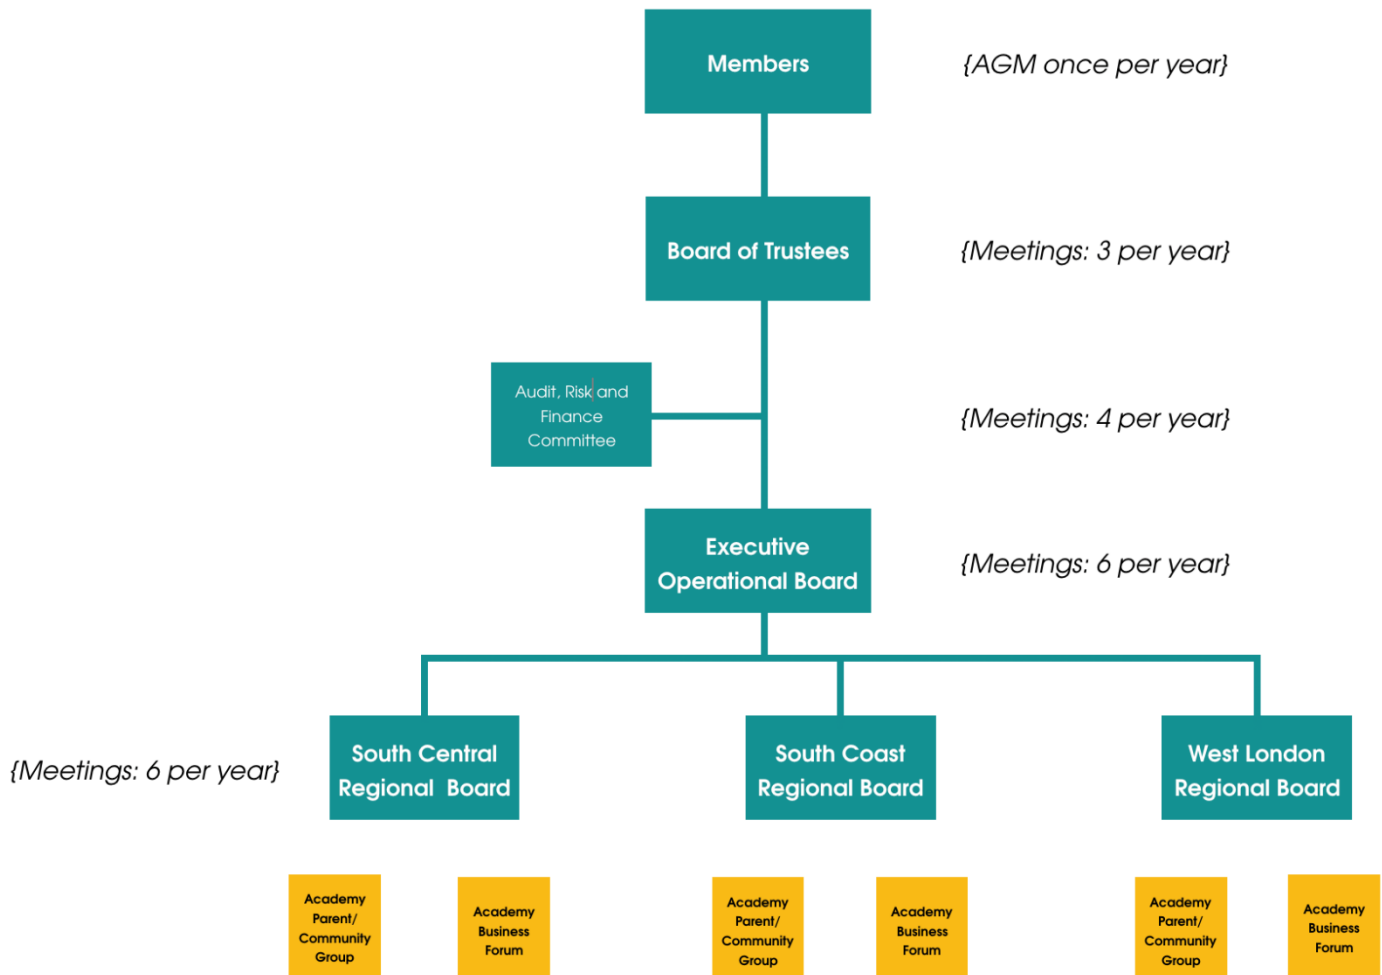 Members
{AGM once per year}
Board of Trustees
{Meetings: 3 per year}
Audit, Risk and
Finance
Committee
{Meetings: 4 per year}
Executive
Operational Board
{Meetings: 6 per year}
{Meetings: 6 per year}
South Central
Regional Board
South Coast
Regional Board
West London
Regional Board
Academy
Parent/
Community
Group
Academy
Business
Forum
Academy
Parent/
Community
Group
Academy
Business
Forum
Academy
Parent/
Community
Group
Academy
Business
Forum